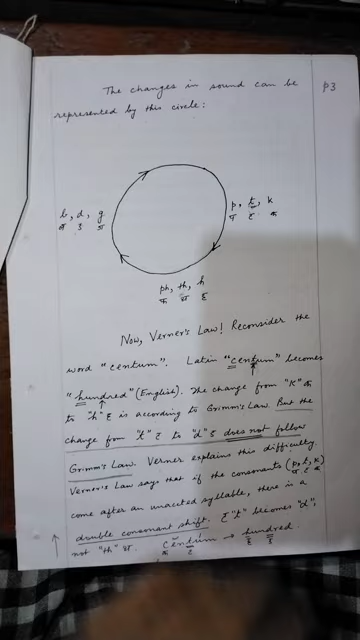 The changes in sound can be
represented by this circle:
p3
b, d, g
p, t, k
ph, th, h
Now, Verner's Law! Reconsider the
word "centum". Latin "centum" becomes
"hundred" (English). The change from "K" क
to "h" ह is according to Grimm's Law. But the
change from "t" ट to "d" ड does not follow
Grimm's Law. Verner explains this difficulty.
Verner's Law says that if the consonants (p, t, k)
come after an unaccented syllable, there is a
double consonant shift. ट "t" becomes "d",
not "th" थ. centum → hundred.